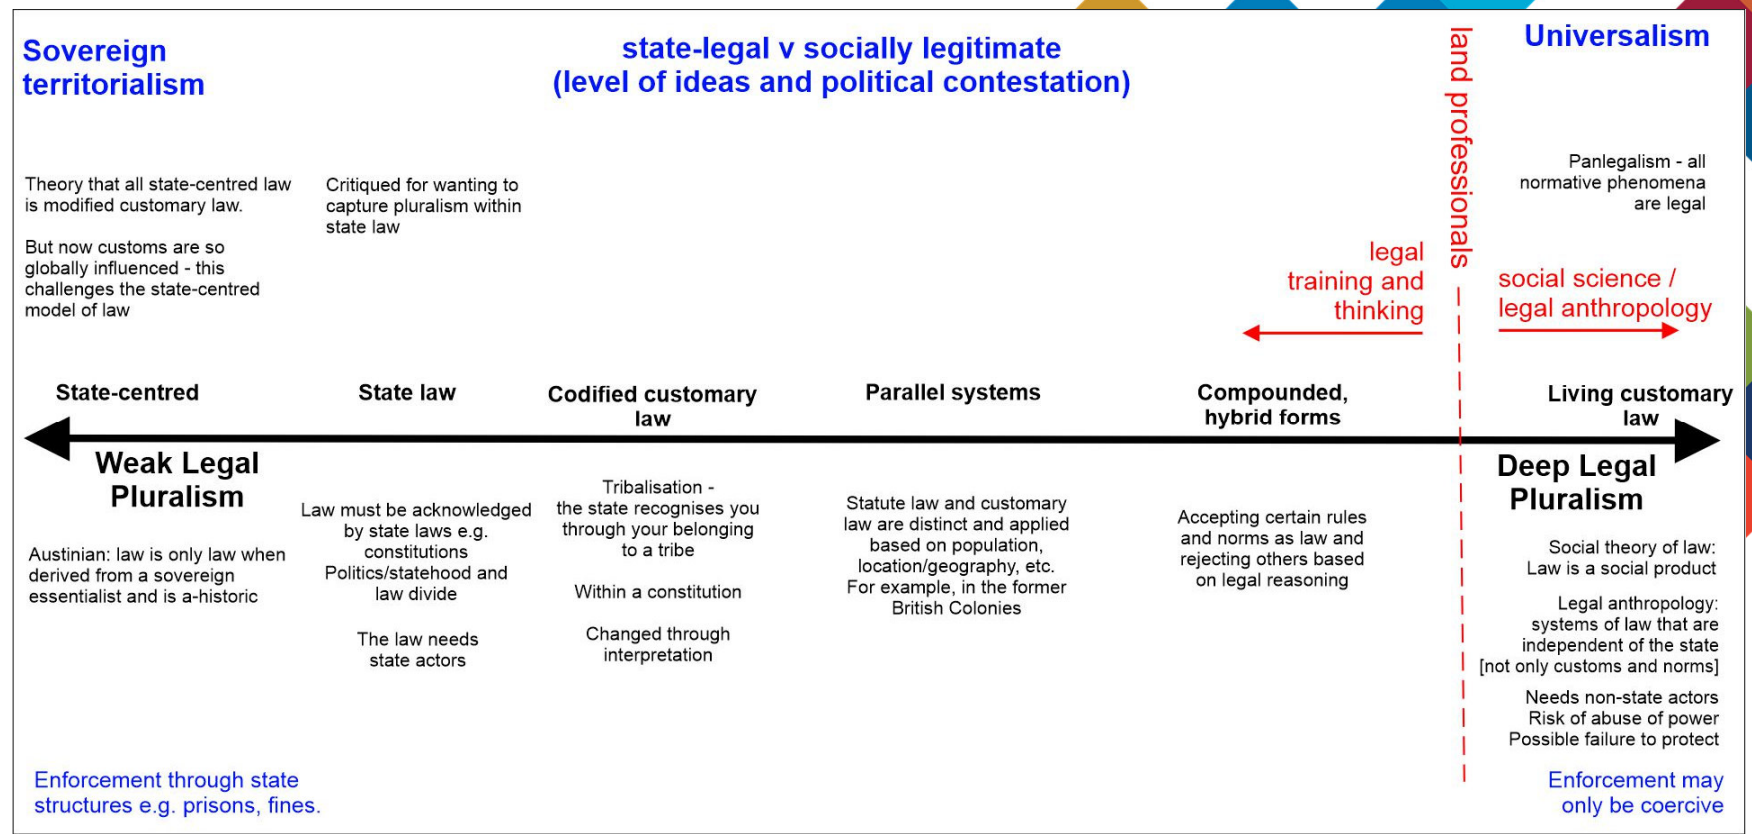 Sovereign
territorialism
state-legal v socially legitimate
(level of ideas and political contestation)
land professionals
Universalism
Theory that all state-centred law
is modified customary law.
But now customs are so
globally influenced - this
challenges the state-centred
model of law
Critiqued for wanting to
capture pluralism within
state law
Panlegalism - all
normative phenomena
are legal
legal
training and
thinking
social science /
legal anthropology
State-centred
State law
Codified customary
law
Parallel systems
Compounded,
hybrid forms
Living customary
law
Weak Legal
Pluralism
Deep Legal
Pluralism
Austinian: law is only law when
derived from a sovereign
essentialist and is a-historic
Law must be acknowledged
by state laws e.g.
constitutions
Politics/statehood and
law divide
The law needs
state actors
Tribalisation -
the state recognises you
through your belonging
to a tribe
Within a constitution
Changed through
interpretation
Statute law and customary
law are distinct and applied
based on population,
location/geography, etc.
For example, in the former
British Colonies
Accepting certain rules
and norms as law and
rejecting others based
on legal reasoning
Social theory of law:
Law is a social product
Legal anthropology:
systems of law that are
independent of the state
[not only customs and norms]
Needs non-state actors
Risk of abuse of power
Possible failure to protect
Enforcement through state
structures e.g. prisons, fines.
Enforcement may
only be coercive